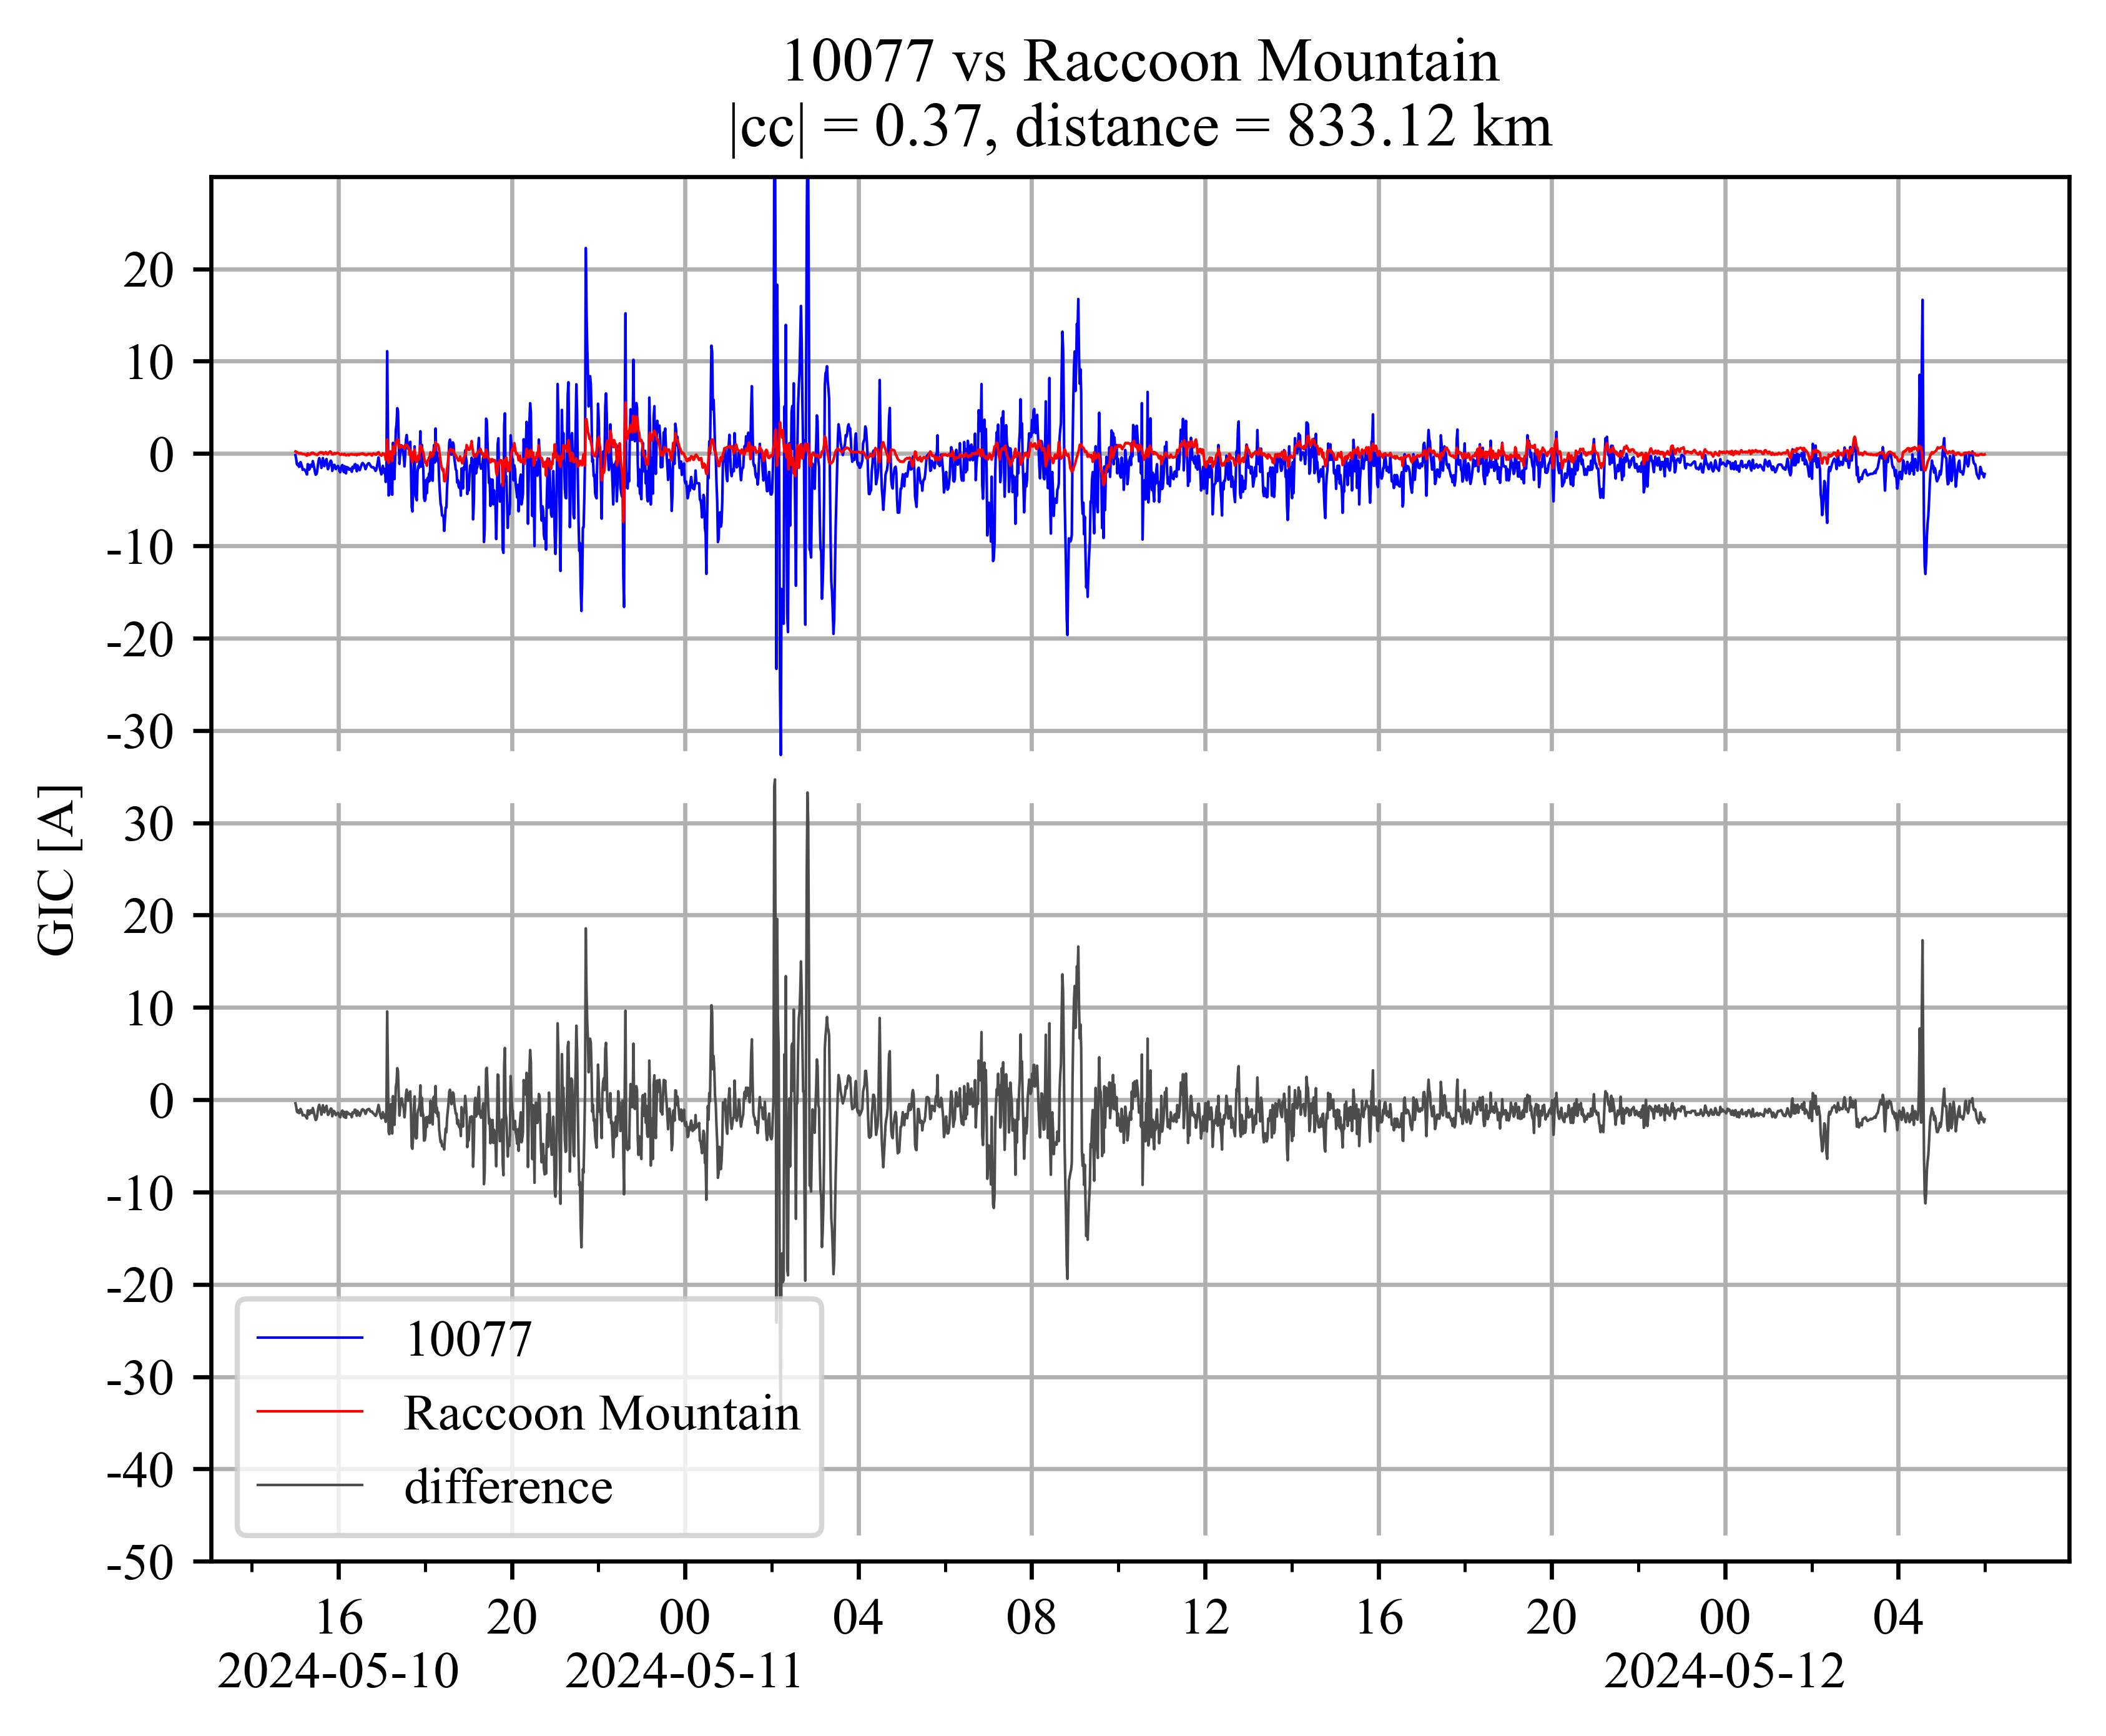 10077 vs Raccoon Mountain
|cc| = 0.37, distance = 833.12 km
20
10
0
-10
-20
-30
30
20
10
0
-10
-20
-30
-40
-50
GIC [A]
10077
Raccoon Mountain
difference
16 20 00 04 08 12 16 20 00 04
2024-05-10 2024-05-11 2024-05-12